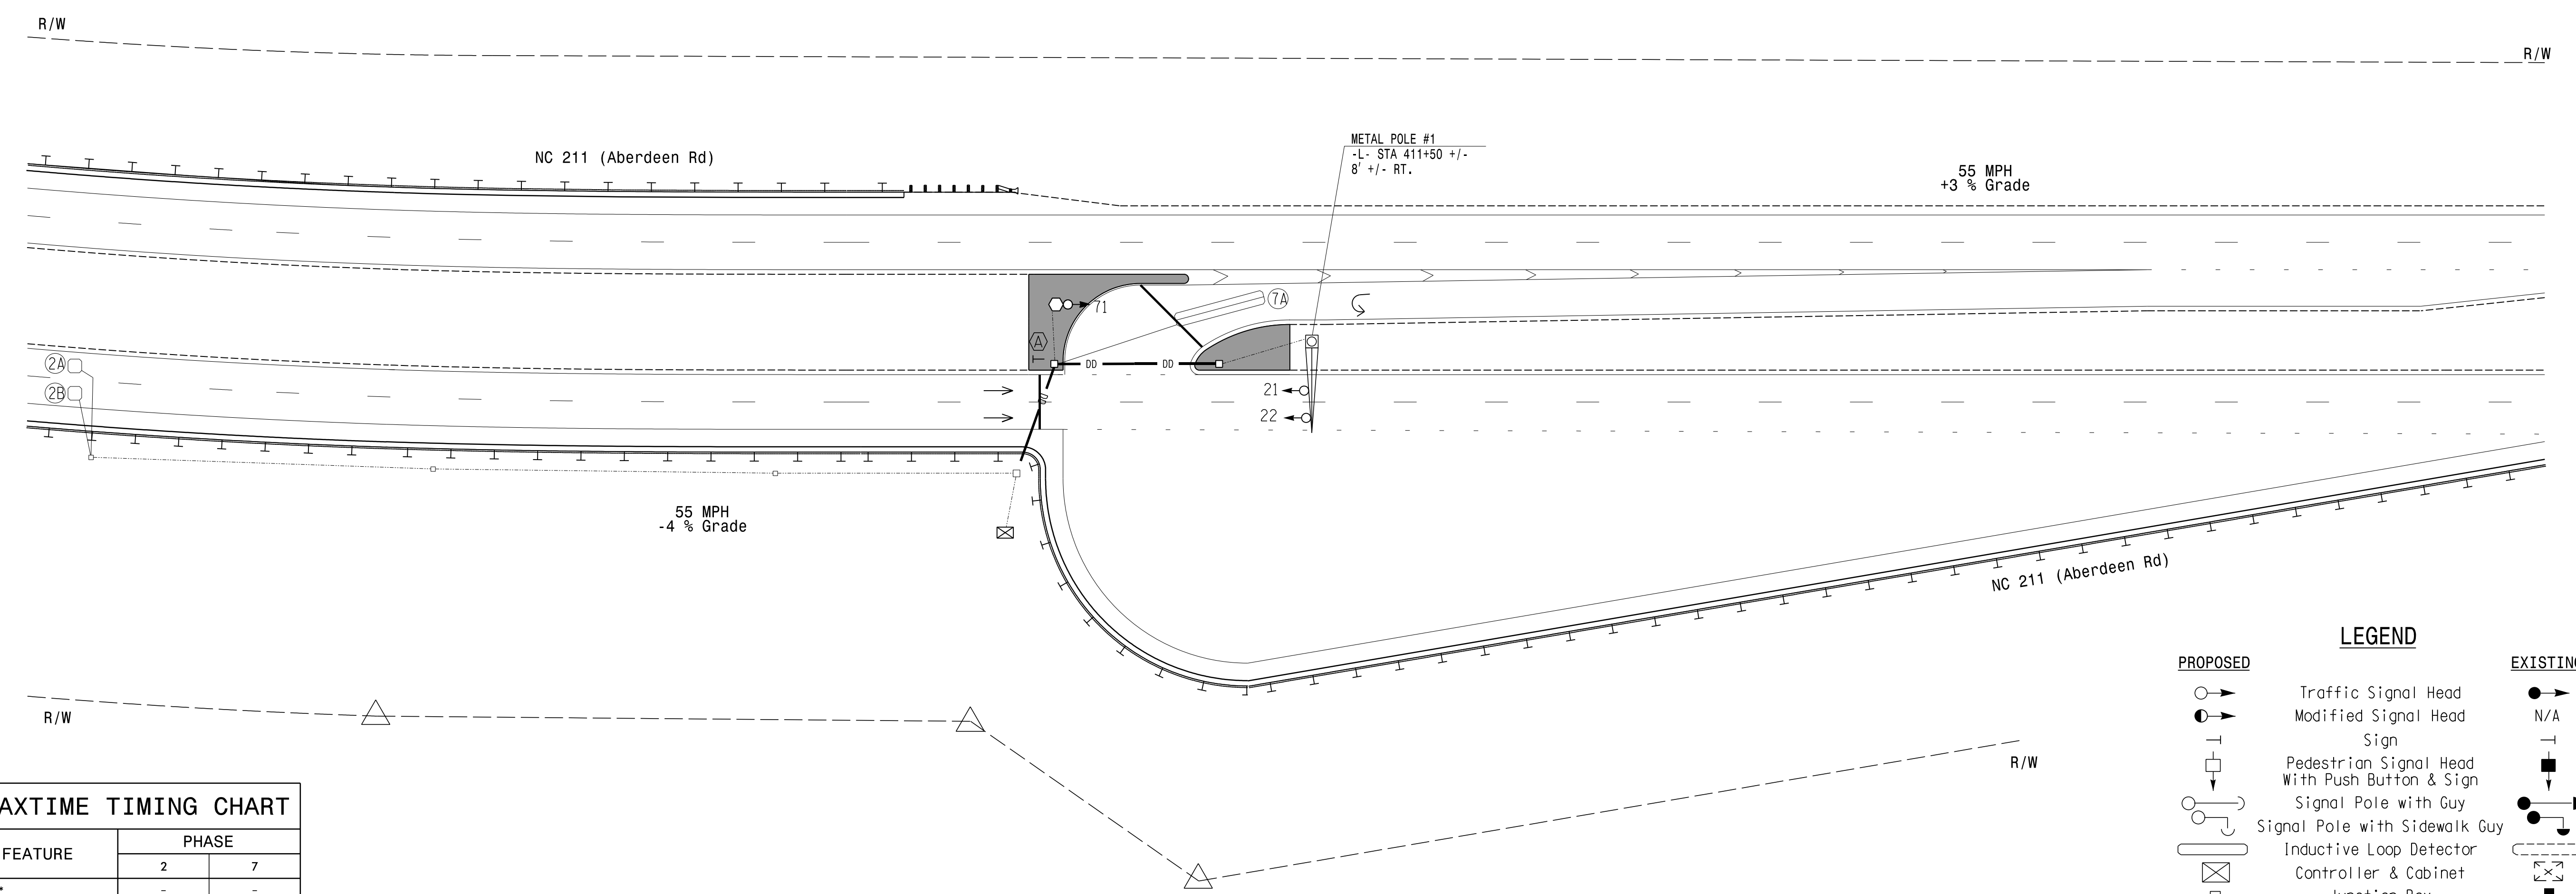 R/W
R/W
NC 211 (Aberdeen Rd)
METAL POLE #1
-L- STA 411+50 +/-
8' +/- RT.
55 MPH
+3 % Grade
71
7A
A
DD
DD
2A
2B
21
22
55 MPH
-4 % Grade
NC 211 (Aberdeen Rd)
R/W
R/W
AXTIME TIMING CHART
FEATURE
PHASE
2
7
-
-
LEGEND
PROPOSED
EXISTING
Traffic Signal Head
Modified Signal Head
N/A
Sign
Pedestrian Signal Head
With Push Button & Sign
Signal Pole with Guy
Signal Pole with Sidewalk Guy
Inductive Loop Detector
Controller & Cabinet
Junction Box